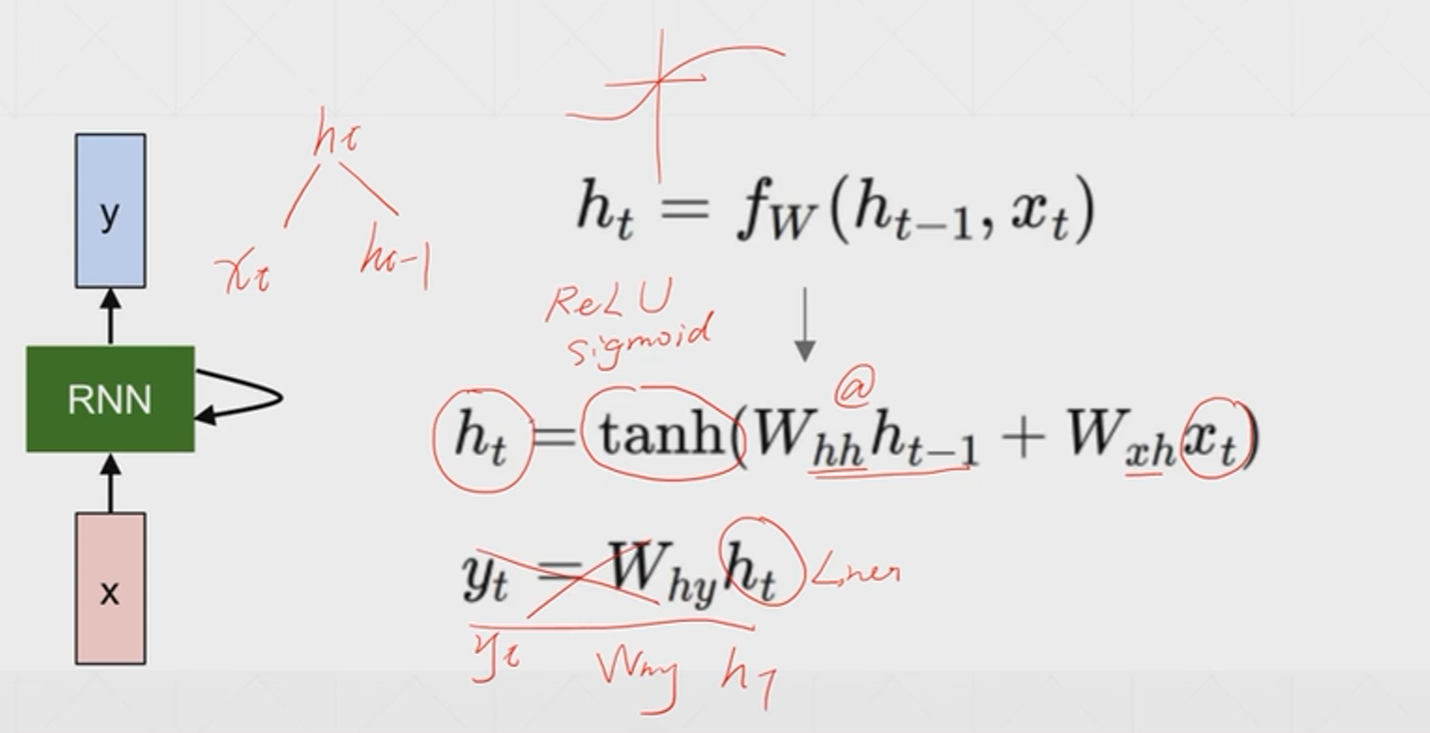 y
RNN
x
h_t
x_t h_{t-1}
h_t = f_W(h_{t-1}, x_t)
ReLU
sigmoid
@
h_t = tanh(W_{hh}h_{t-1} + W_{xh}x_t)
y_t = W_{hy}h_t Liner
y_t W_{hy} h_T